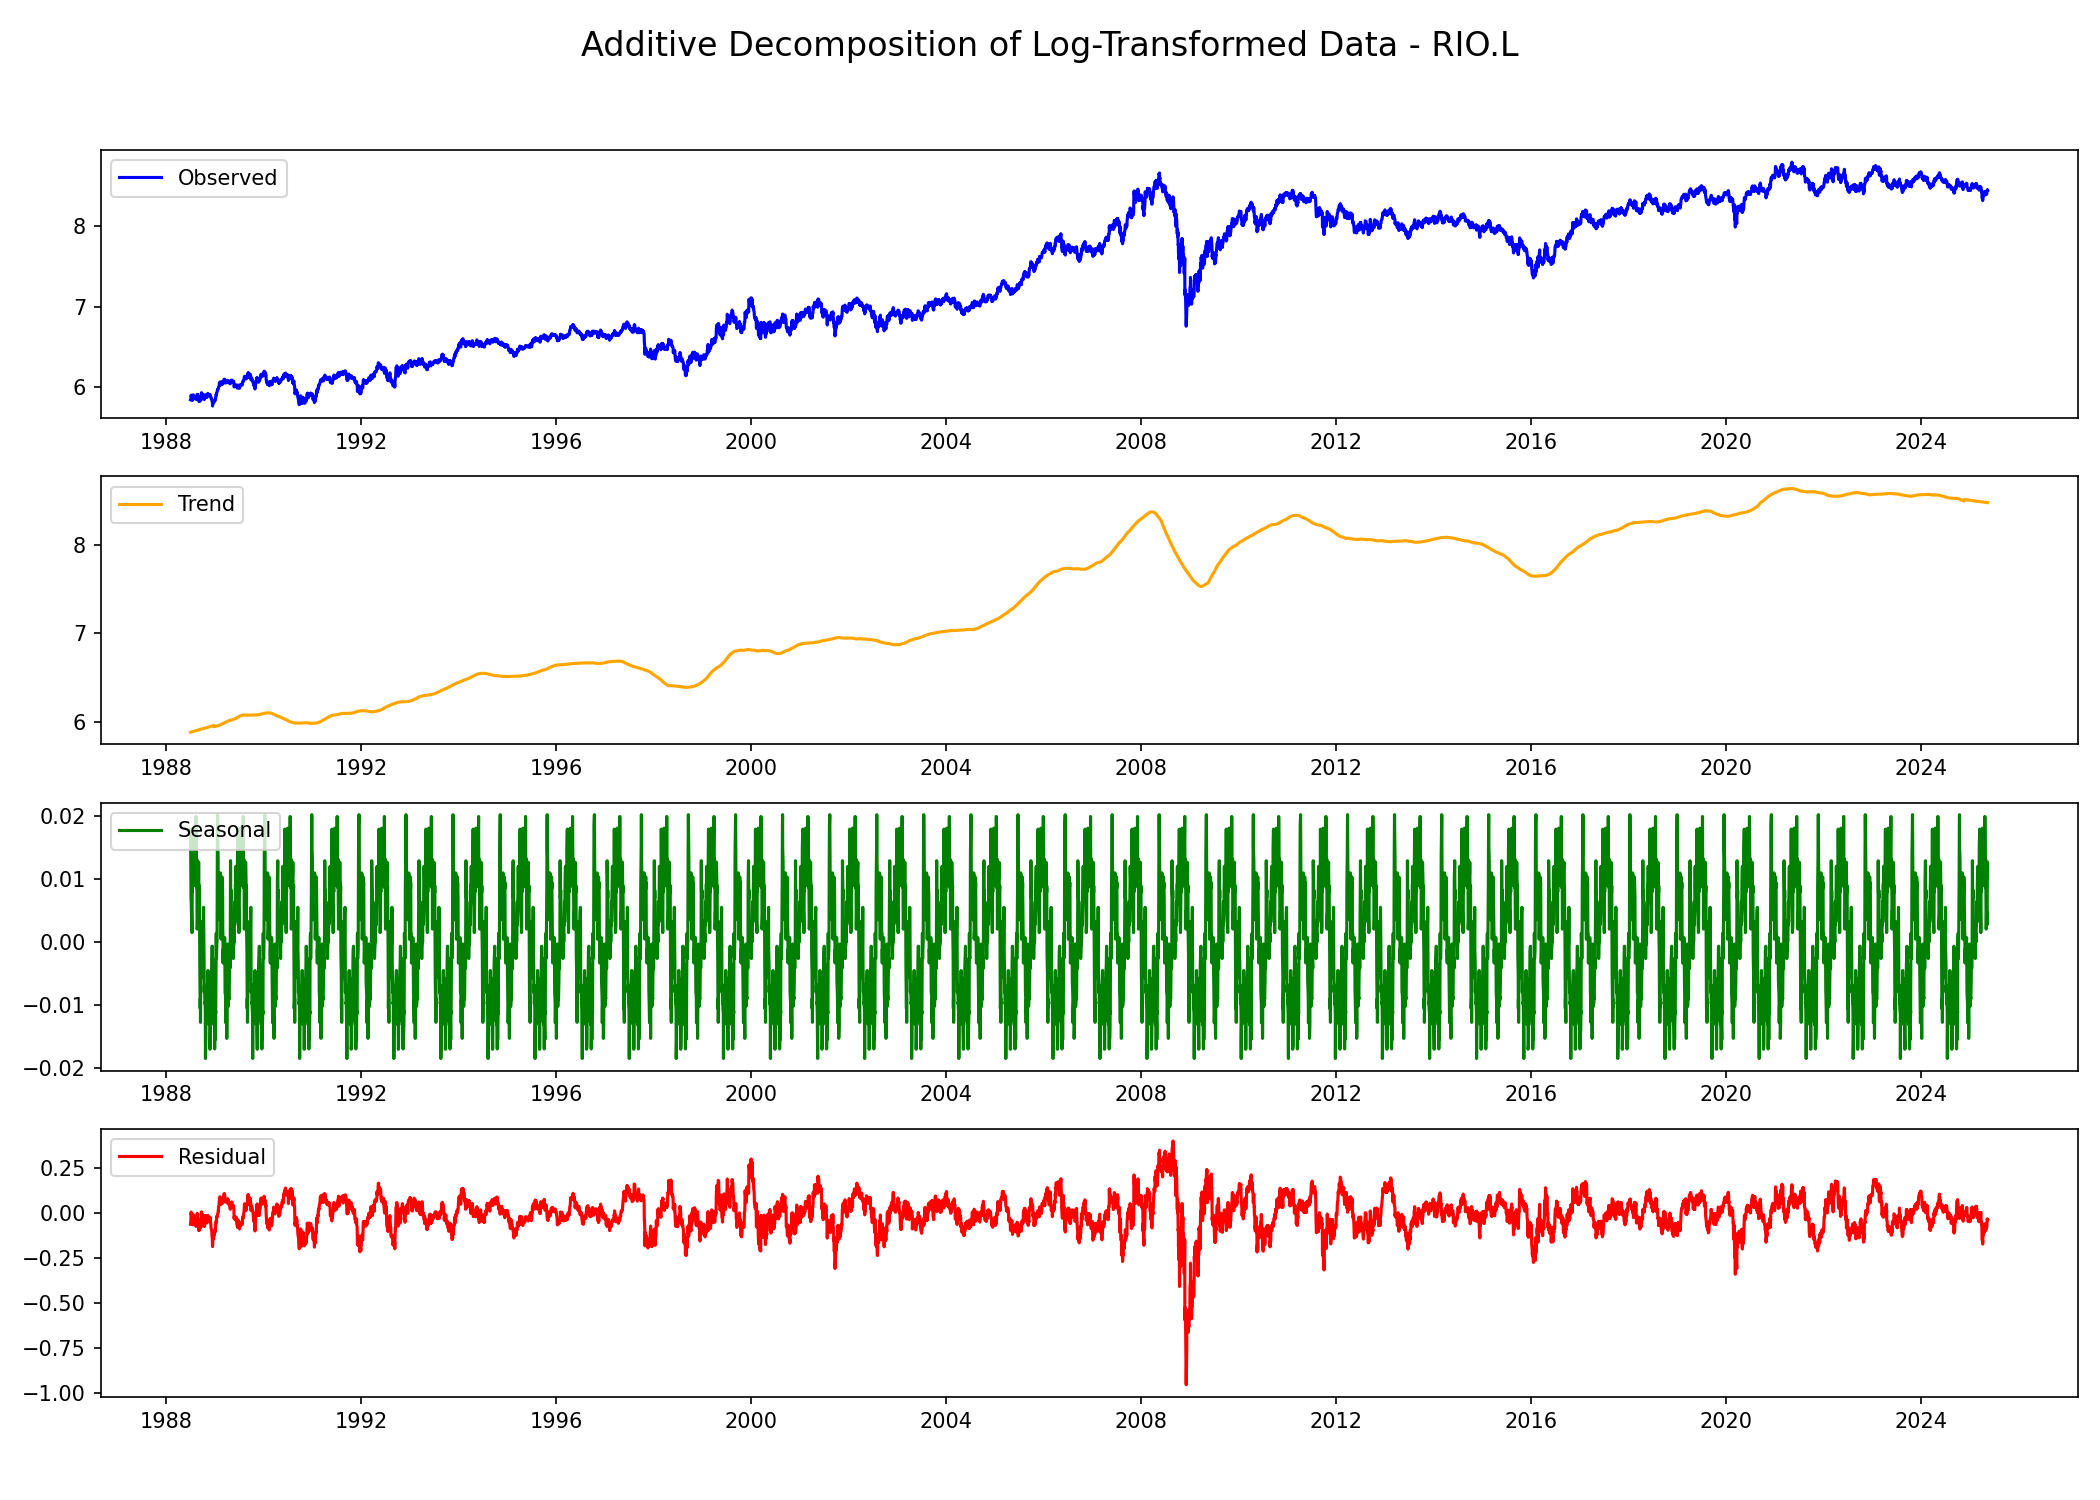 Additive Decomposition of Log-Transformed Data - RIO.L
Observed
8
7
6
1988 1992 1996 2000 2004 2008 2012 2016 2020 2024
Trend
8
7
6
1988 1992 1996 2000 2004 2008 2012 2016 2020 2024
Seasonal
0.02
0.01
0.00
−0.01
−0.02
1988 1992 1996 2000 2004 2008 2012 2016 2020 2024
Residual
0.25
0.00
−0.25
−0.50
−0.75
−1.00
1988 1992 1996 2000 2004 2008 2012 2016 2020 2024